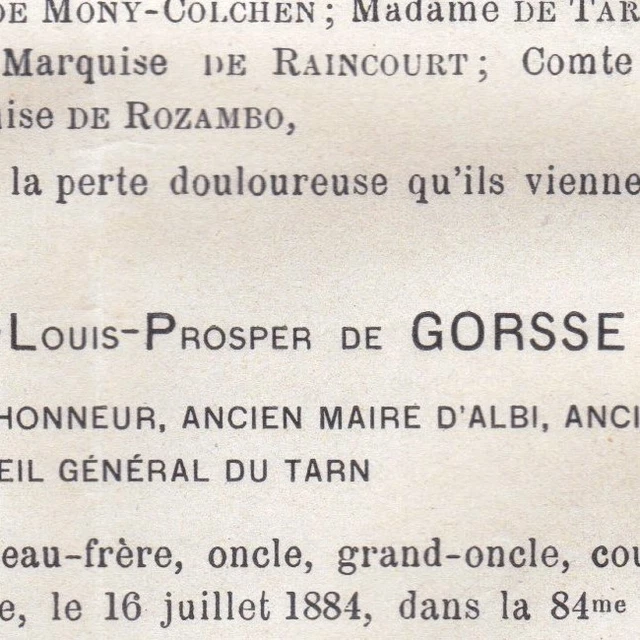 DE MONY-COLCHEN ; Madame DE TAR
Marquise DE RAINCOURT ; Comte
uise DE ROZAMBO,
la perte douloureuse qu'ils vienne
-LOUIS-PROSPER DE GORSSE
HONNEUR, ANCIEN MAIRE D'ALBI, ANCI
EIL GÉNÉRAL DU TARN
eau-frère, oncle, grand-oncle, cou
e, le 16 juillet 1884, dans la 84me